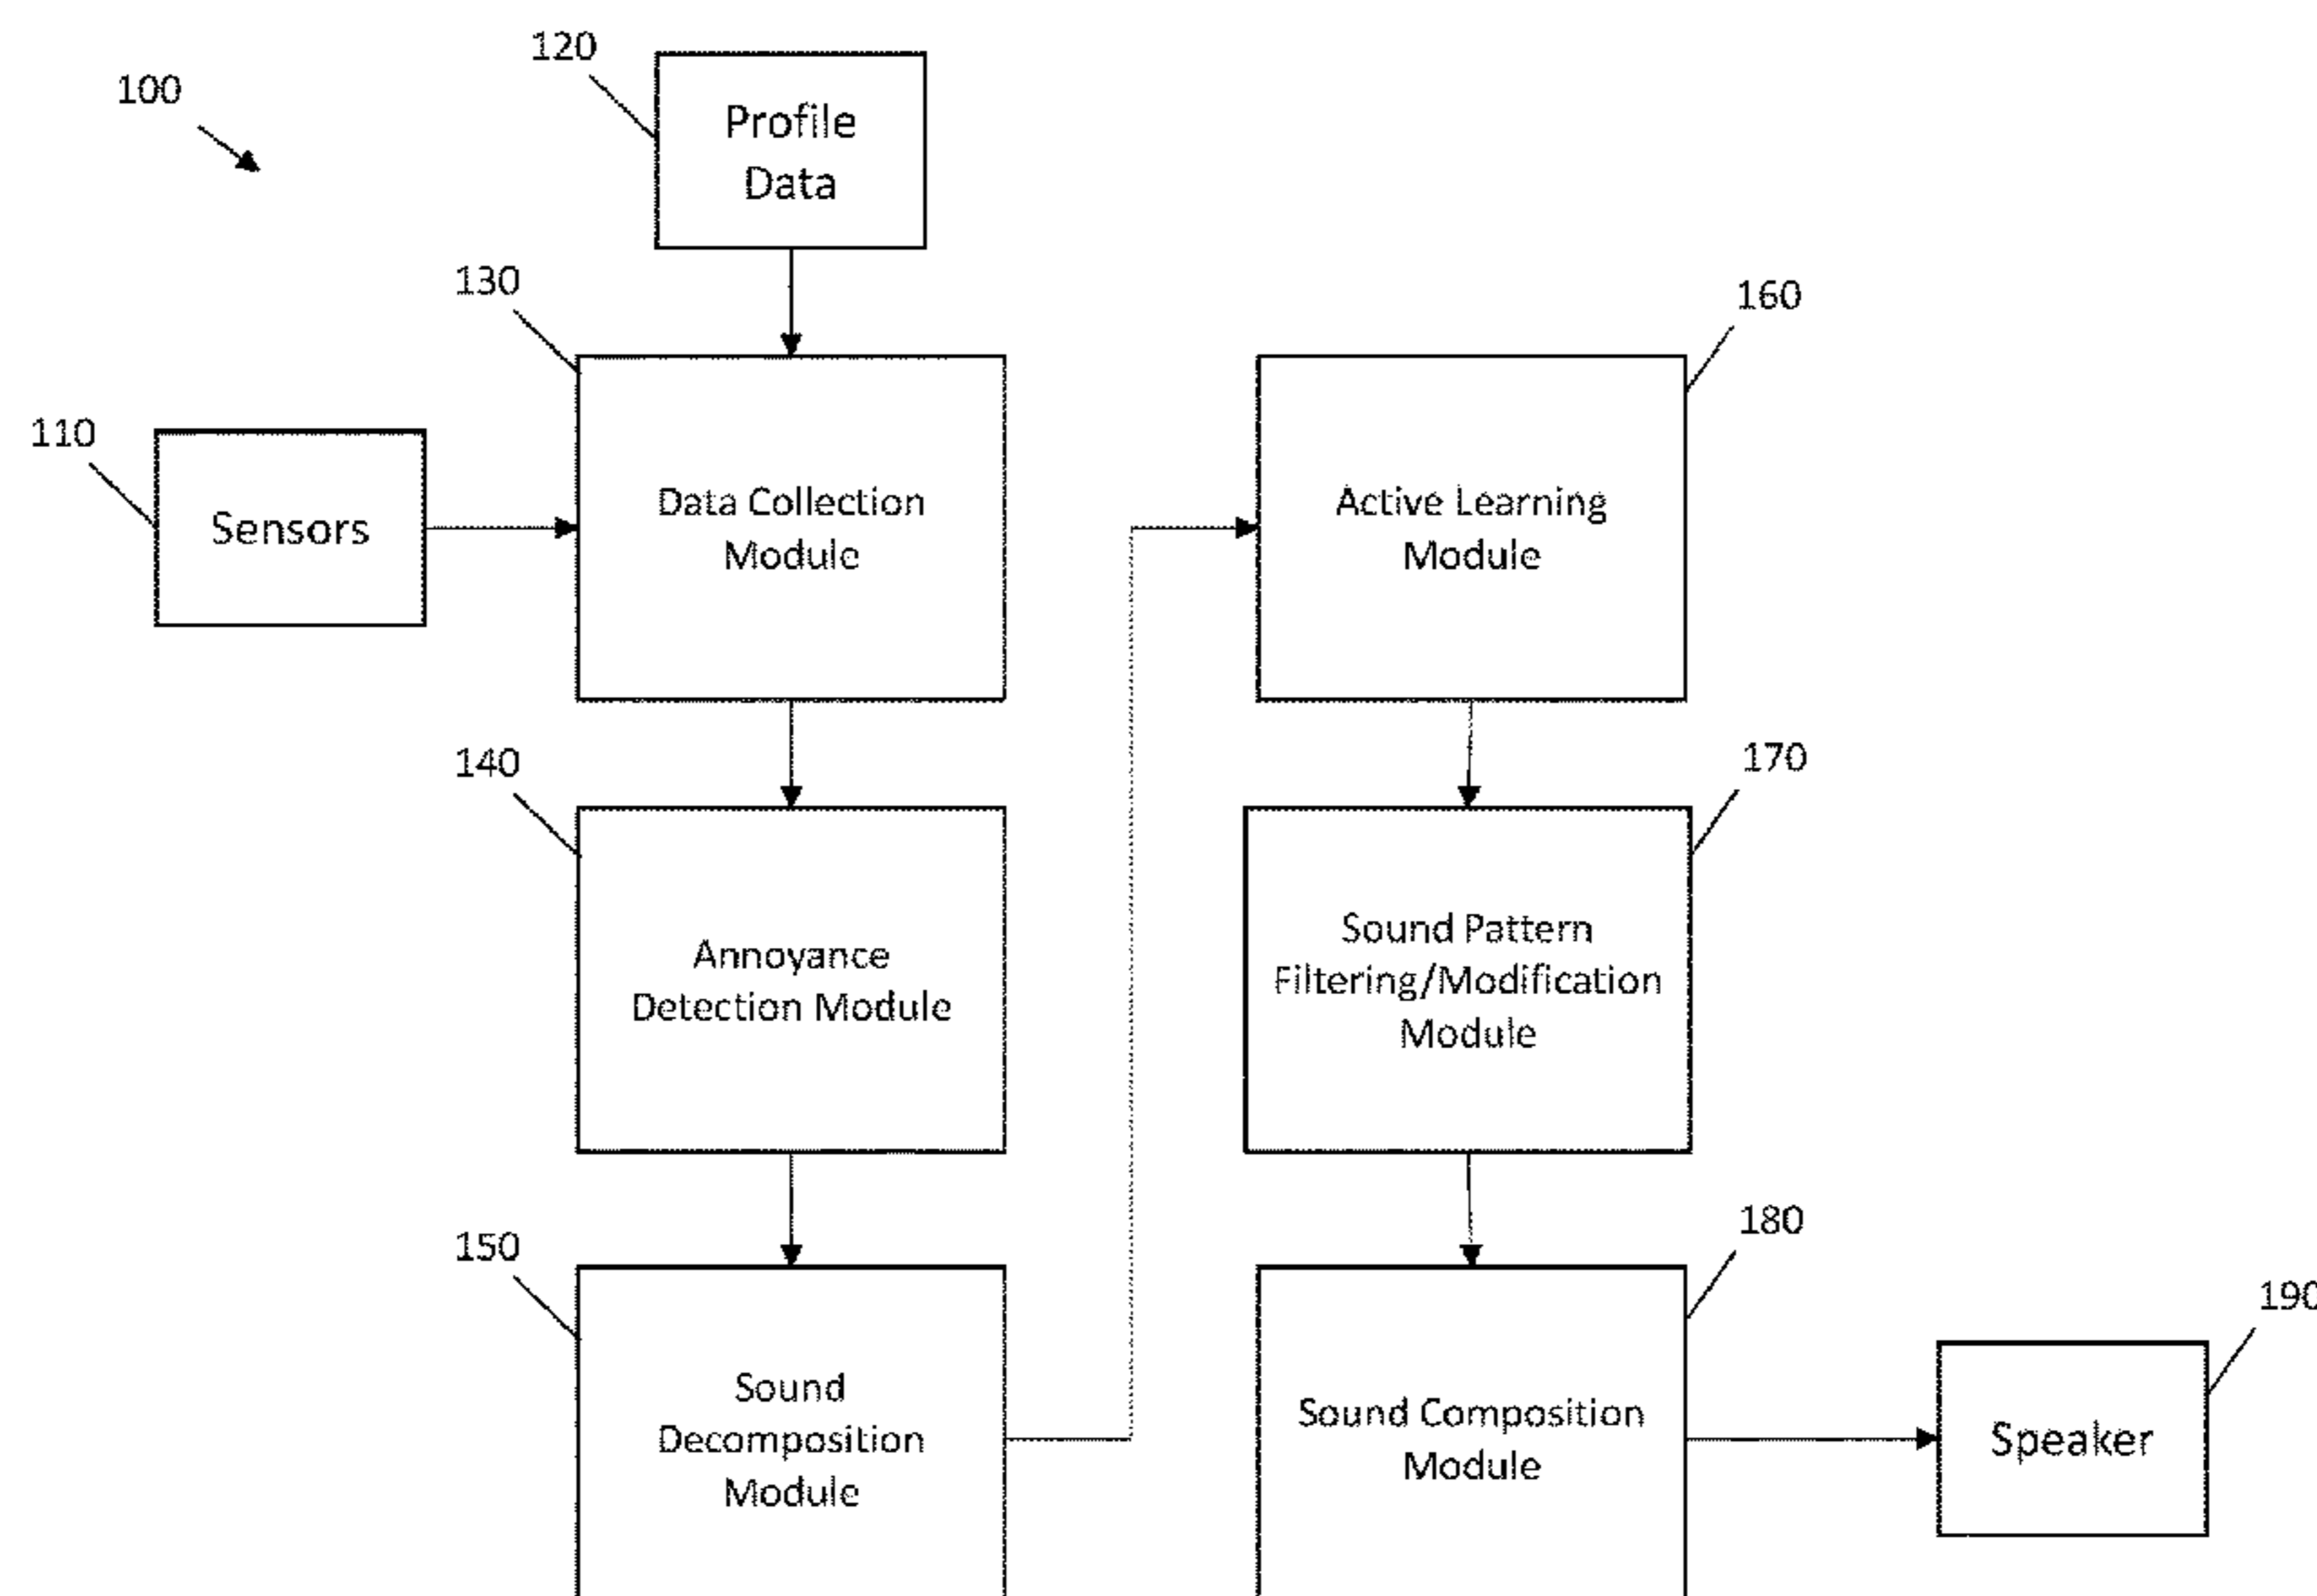 100
120
Profile
Data
130
110
Sensors
Data Collection
Module
160
Active Learning
Module
140
Annoyance
Detection Module
170
Sound Pattern
Filtering/Modification
Module
150
Sound
Decomposition
Module
180
Sound Composition
Module
190
Speaker